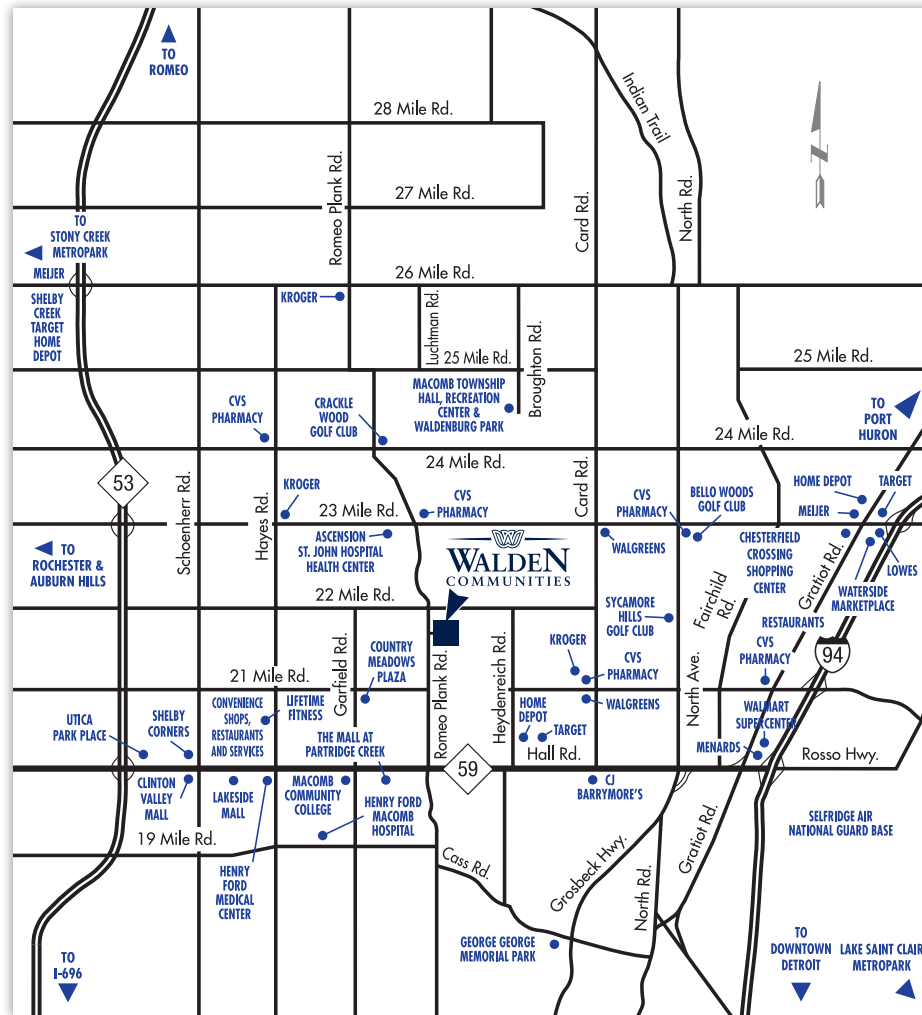 TO
ROMEO
28 Mile Rd.
Indian Trail
N
27 Mile Rd.
Romeo Plank Rd.
Card Rd.
North Rd.
TO
STONY CREEK
METROPARK
MEIJER
26 Mile Rd.
SHELBY
CREEK
TARGET
HOME
DEPOT
KROGER
Luchtman Rd.
Broughton Rd.
25 Mile Rd.
25 Mile Rd.
CVS
PHARMACY
CRACKLE
WOOD
GOLF CLUB
MACOMB TOWNSHIP
HALL, RECREATION
CENTER &
WALDENBURG PARK
TO
PORT
HURON
24 Mile Rd.
24 Mile Rd.
53
Schoenherr Rd.
Hayes Rd.
KROGER
23 Mile Rd.
CVS
PHARMACY
Card Rd.
CVS
PHARMACY
BELLO WOODS
GOLF CLUB
HOME DEPOT
TARGET
MEIJER
TO
ROCHESTER &
AUBURN HILLS
ASCENSION
ST. JOHN HOSPITAL
HEALTH CENTER
W
WALDEN
COMMUNITIES
WALGREENS
CHESTERFIELD
CROSSING
SHOPPING
CENTER
Gratiot Rd.
LOWES
WATERSIDE
MARKETPLACE
22 Mile Rd.
Fairchild
Rd.
SYCAMORE
HILLS
GOLF CLUB
RESTAURANTS
Garfield Rd.
COUNTRY
MEADOWS
PLAZA
Romeo Plank Rd.
Heydenreich Rd.
KROGER
CVS
PHARMACY
North Ave.
CVS
PHARMACY
94
21 Mile Rd.
UTICA
PARK PLACE
SHELBY
CORNERS
CONVENIENCE
SHOPS,
RESTAURANTS
AND SERVICES
LIFETIME
FITNESS
THE MALL AT
PARTRIDGE CREEK
HOME
DEPOT
TARGET
WALGREENS
WALMART
SUPERCENTER
MENARDS
Hall Rd.
59
Rosso Hwy.
CLINTON
VALLEY
MALL
LAKESIDE
MALL
MACOMB
COMMUNITY
COLLEGE
HENRY FORD
MACOMB
HOSPITAL
CJ
BARRYMORE'S
19 Mile Rd.
HENRY
FORD
MEDICAL
CENTER
Cass Rd.
Grosbeck Hwy.
North Rd.
Gratiot Rd.
SELFRIDGE AIR
NATIONAL GUARD BASE
TO
I-696
GEORGE GEORGE
MEMORIAL PARK
TO
DOWNTOWN
DETROIT
LAKE SAINT CLAIR
METROPARK